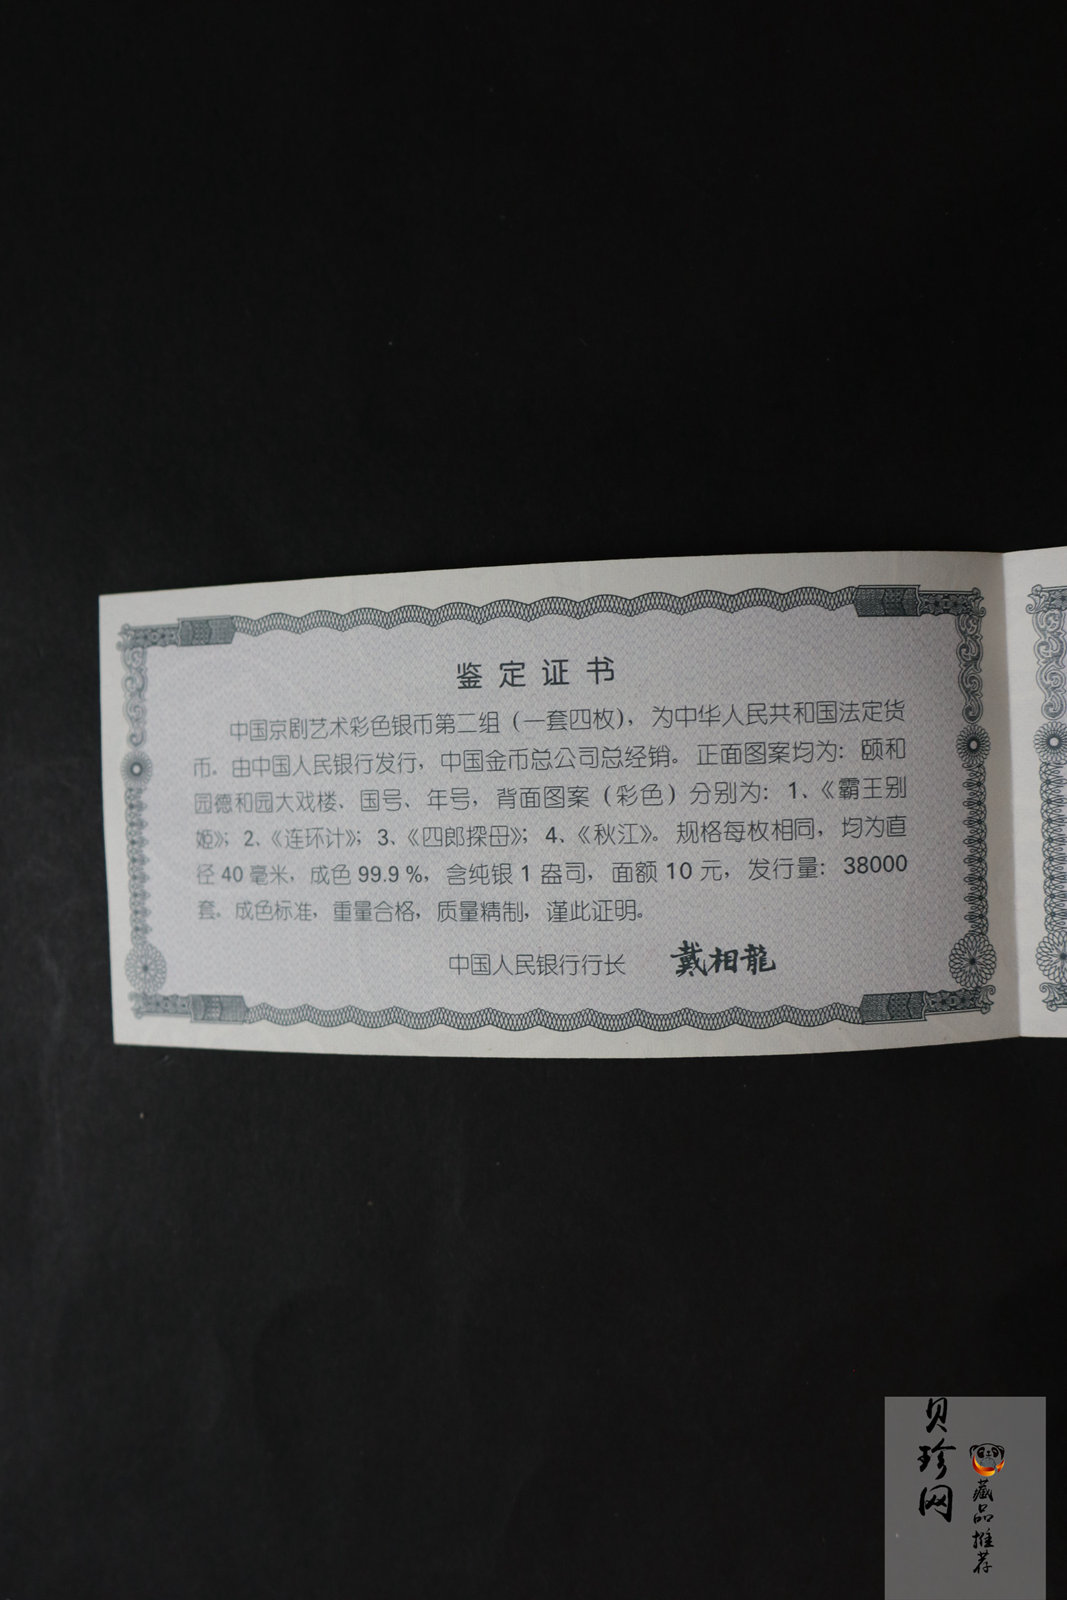 鉴定证书
中国京剧艺术彩色银币第二组（一套四枚），为中华人民共和国法定货
币。由中国人民银行发行，中国金币总公司总经销。正面图案均为：颐和
园德和园大戏楼、国号、年号，背面图案（彩色）分别为：1、《霸王别
姬》；2、《连环计》；3、《四郎探母》；4、《秋江》。规格每枚相同，均为直
径40毫米，成色99.9％，含纯银1盎司，面额10元，发行量：38000
套，成色标准，重量合格，质量精制，谨此证明。
中国人民银行行长 戴相龍
贝珍网
藏品推荐